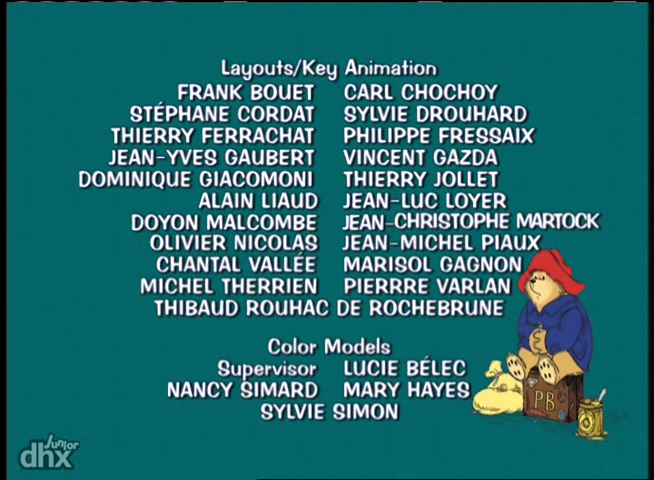 Layouts/Key Animation
FRANK BOUET CARL CHOCHOY
STÉPHANE CORDAT SYLVIE DROUHARD
THIERRY FERRACHAT PHILIPPE FRESSAIX
JEAN-YVES GAUBERT VINCENT GAZDA
DOMINIQUE GIACOMONI THIERRY JOLLET
ALAIN LIAUD JEAN-LUC LOYER
DOYON MALCOMBE JEAN-CHRISTOPHE MARTOCK
OLIVIER NICOLAS JEAN-MICHEL PIAUX
CHANTAL VALLÉE MARISOL GAGNON
MICHEL THERRIEN PIERRRE VARLAN
THIBAUD ROUHAC DE ROCHEBRUNE
Color Models
Supervisor LUCIE BÉLEC
NANCY SIMARD MARY HAYES
SYLVIE SIMON
PB
dhx Junior